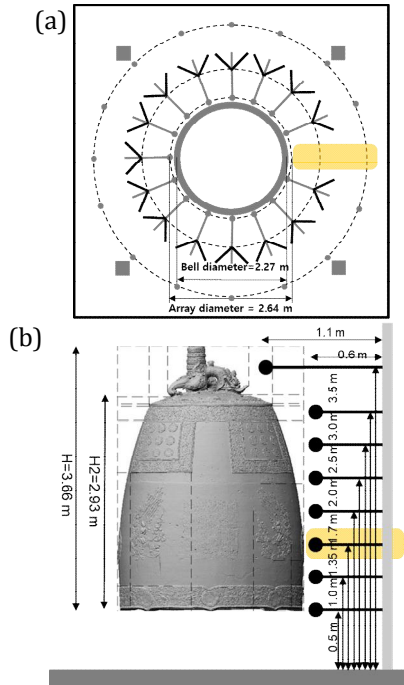 (a)
Bell diameter=2.27 m
Array diameter = 2.64 m
(b)
1.1 m
0.6 m
3.5 m
3.0 m
2.5 m
2.0 m
1.7 m
1.35 m
1.0 m
0.5 m
H=3.66 m
H2=2.93 m